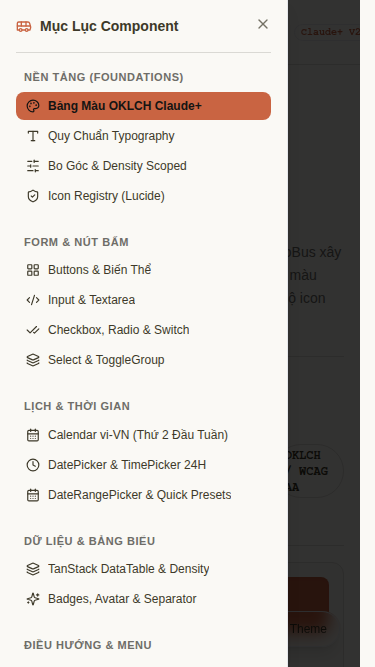 Mục Lục Component
NỀN TẢNG (FOUNDATIONS)
Bảng Màu OKLCH Claude+
Quy Chuẩn Typography
Bo Góc & Density Scoped
Icon Registry (Lucide)
FORM & NÚT BẤM
Buttons & Biến Thể
Input & Textarea
Checkbox, Radio & Switch
Select & ToggleGroup
LỊCH & THỜI GIAN
Calendar vi-VN (Thứ 2 Đầu Tuần)
DatePicker & TimePicker 24H
DateRangePicker & Quick Presets
DỮ LIỆU & BẢNG BIỂU
TanStack DataTable & Density
Badges, Avatar & Separator
ĐIỀU HƯỚNG & MENU
Claude+
xây
màu
icon
OKLCH
/ WCAG
AA
Theme